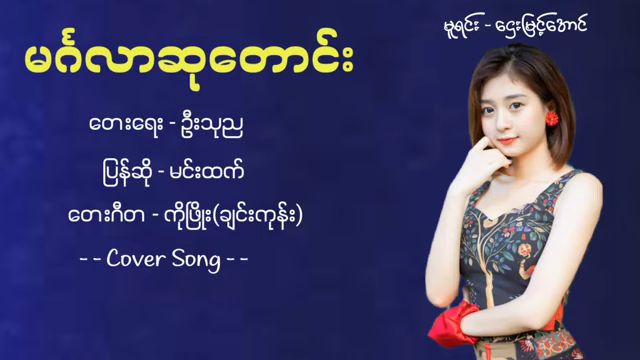 မူရင်း - ဌေးမြင့်အောင်
မင်္ဂလာဆုတောင်း
တေးရေး - ဦးသုည
ပြန်ဆို - မင်းထက်
တေးဂီတ - ကိုဖြိုး(ချင်းကုန်း)
- - Cover Song - -